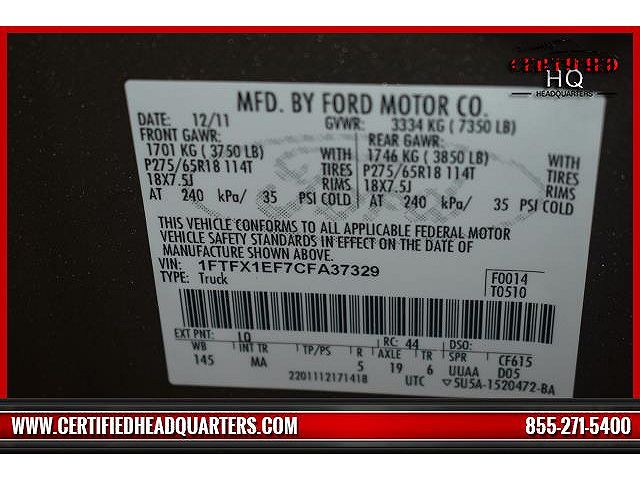 CERTIFIED
HQ
HEADQUARTERS
MFD. BY FORD MOTOR CO.
DATE: 12/11 GVWR: 3334 KG (7350 LB)
FRONT GAWR: REAR GAWR:
1701 KG (3750 LB) WITH 1746 KG (3850 LB) WITH
P275/65R18 114T TIRES P275/65R18 114T TIRES
18X7.5J RIMS 18X7.5J RIMS
AT 240 kPa/ 35 PSI COLD AT 240 kPa/ 35 PSI COLD
THIS VEHICLE CONFORMS TO ALL APPLICABLE FEDERAL MOTOR
VEHICLE SAFETY STANDARDS IN EFFECT ON THE DATE OF
MANUFACTURE SHOWN ABOVE.
VIN: 1FTFX1EF7CFA37329 F0014
TYPE: Truck T0510
EXT PNT: LQ RC: 44 DSO:
WB MA TP/PS R AXLE TR SPR CF615
145 5 19 6 UUAA D05
2201112171418 UTC 5U5A-1520472-BA
WWW.CERTIFIEDHEADQUARTERS.COM 855-271-5400